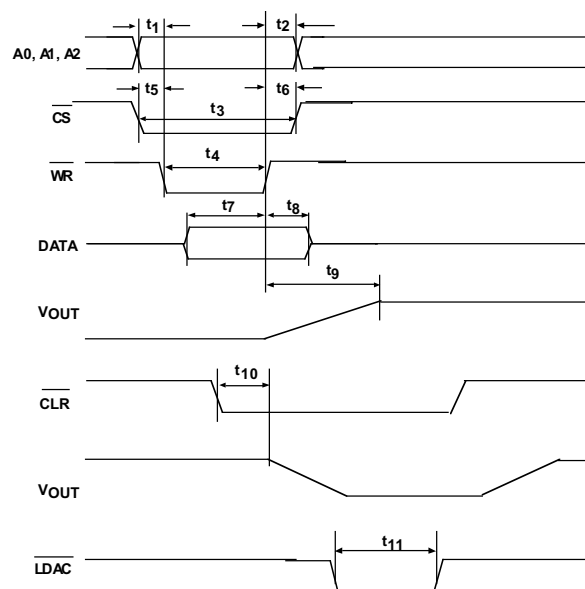 t1 t2
A0, A1, A2
t5 t6
CS t3
WR t4
t7 t8
DATA
t9
VOUT
t10
CLR
VOUT
t11
LDAC